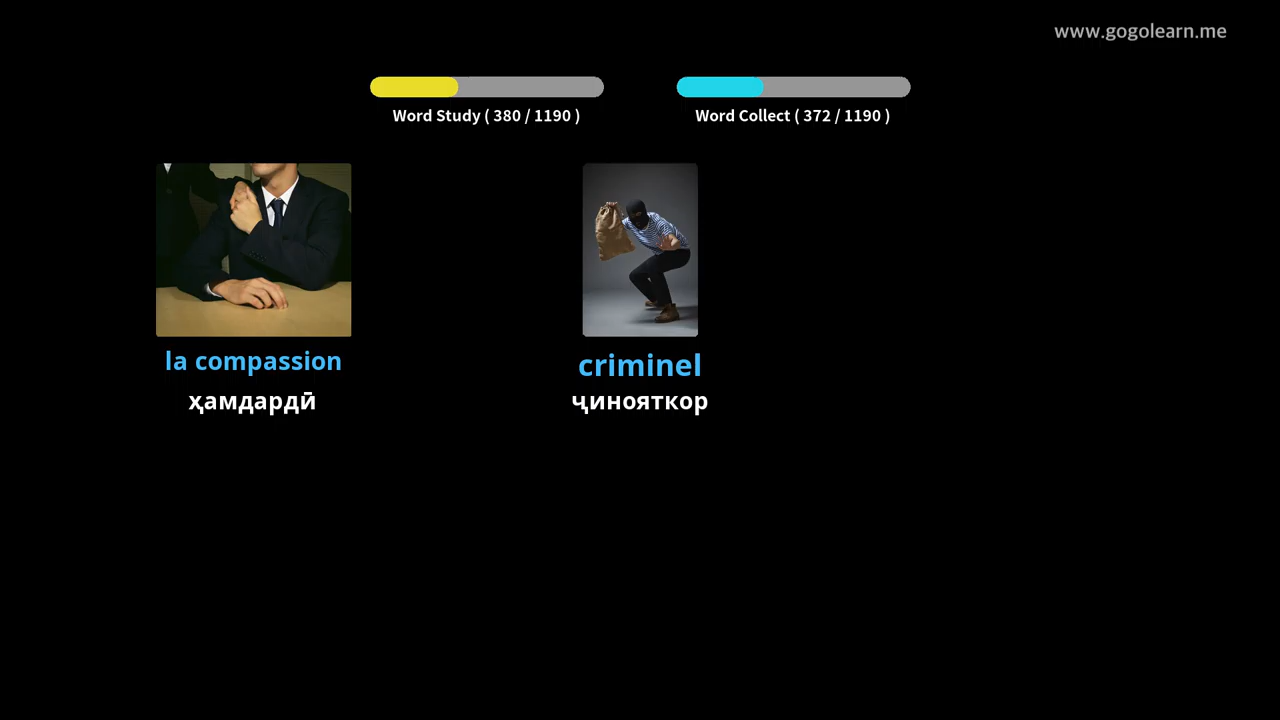 www.gogolearn.me
Word Study ( 380 / 1190 )
Word Collect ( 372 / 1190 )
la compassion
ҳамдардӣ
criminel
ҷинояткор